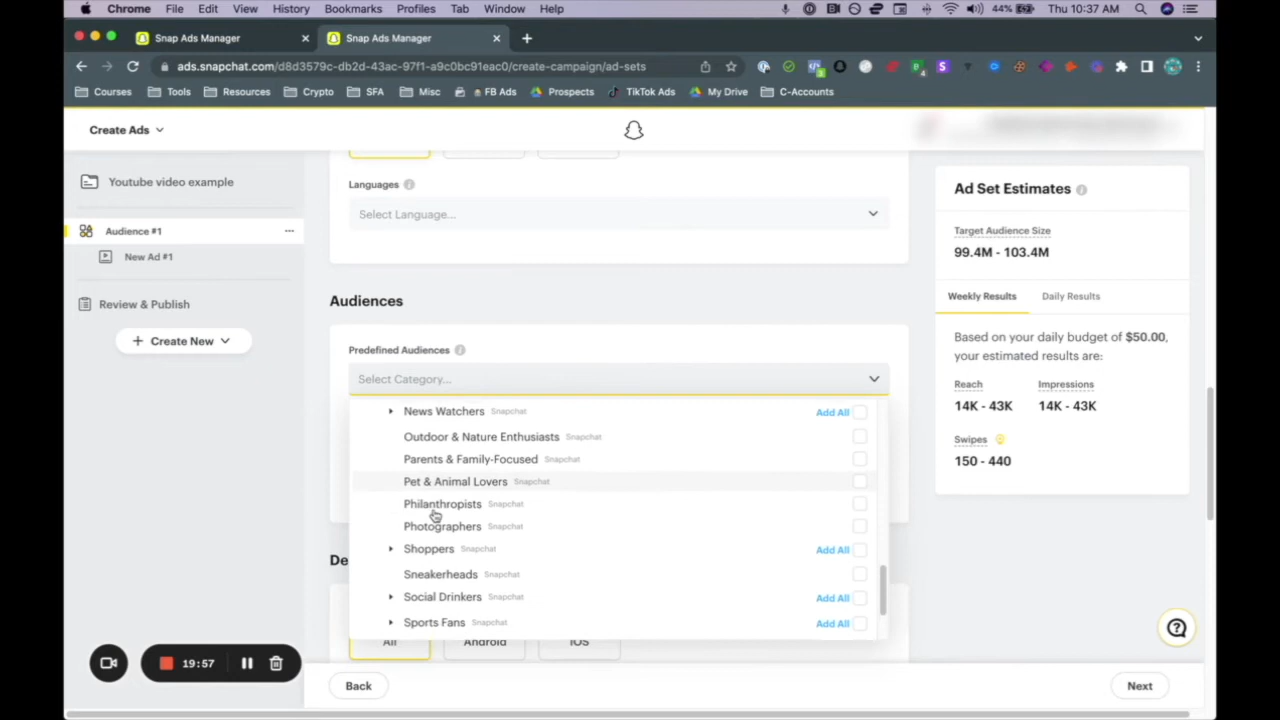 Chrome File Edit View History Bookmarks Profiles Tab Window Help 44% Thu 10:37 AM
Snap Ads Manager Snap Ads Manager
ads.snapchat.com/d8d3579c-db2d-43ac-97f1-a9c0bc91eac0/create-campaign/ad-sets
Courses Tools Resources Crypto SFA Misc FB Ads Prospects TikTok Ads My Drive C-Accounts
Create Ads
Youtube video example
Audience #1
New Ad #1
Review & Publish
+ Create New
Languages
Select Language...
Audiences
Predefined Audiences
Select Category...
News Watchers Snapchat Add All
Outdoor & Nature Enthusiasts Snapchat
Parents & Family-Focused Snapchat
Pet & Animal Lovers Snapchat
Philanthropists Snapchat
Photographers Snapchat
Shoppers Snapchat Add All
Sneakerheads Snapchat
Social Drinkers Snapchat Add All
Sports Fans Snapchat Add All
De
All Android iOS
Back Next
Ad Set Estimates
Target Audience Size
99.4M - 103.4M
Weekly Results Daily Results
Based on your daily budget of $50.00,
your estimated results are:
Reach Impressions
14K - 43K 14K - 43K
Swipes
150 - 440
19:57